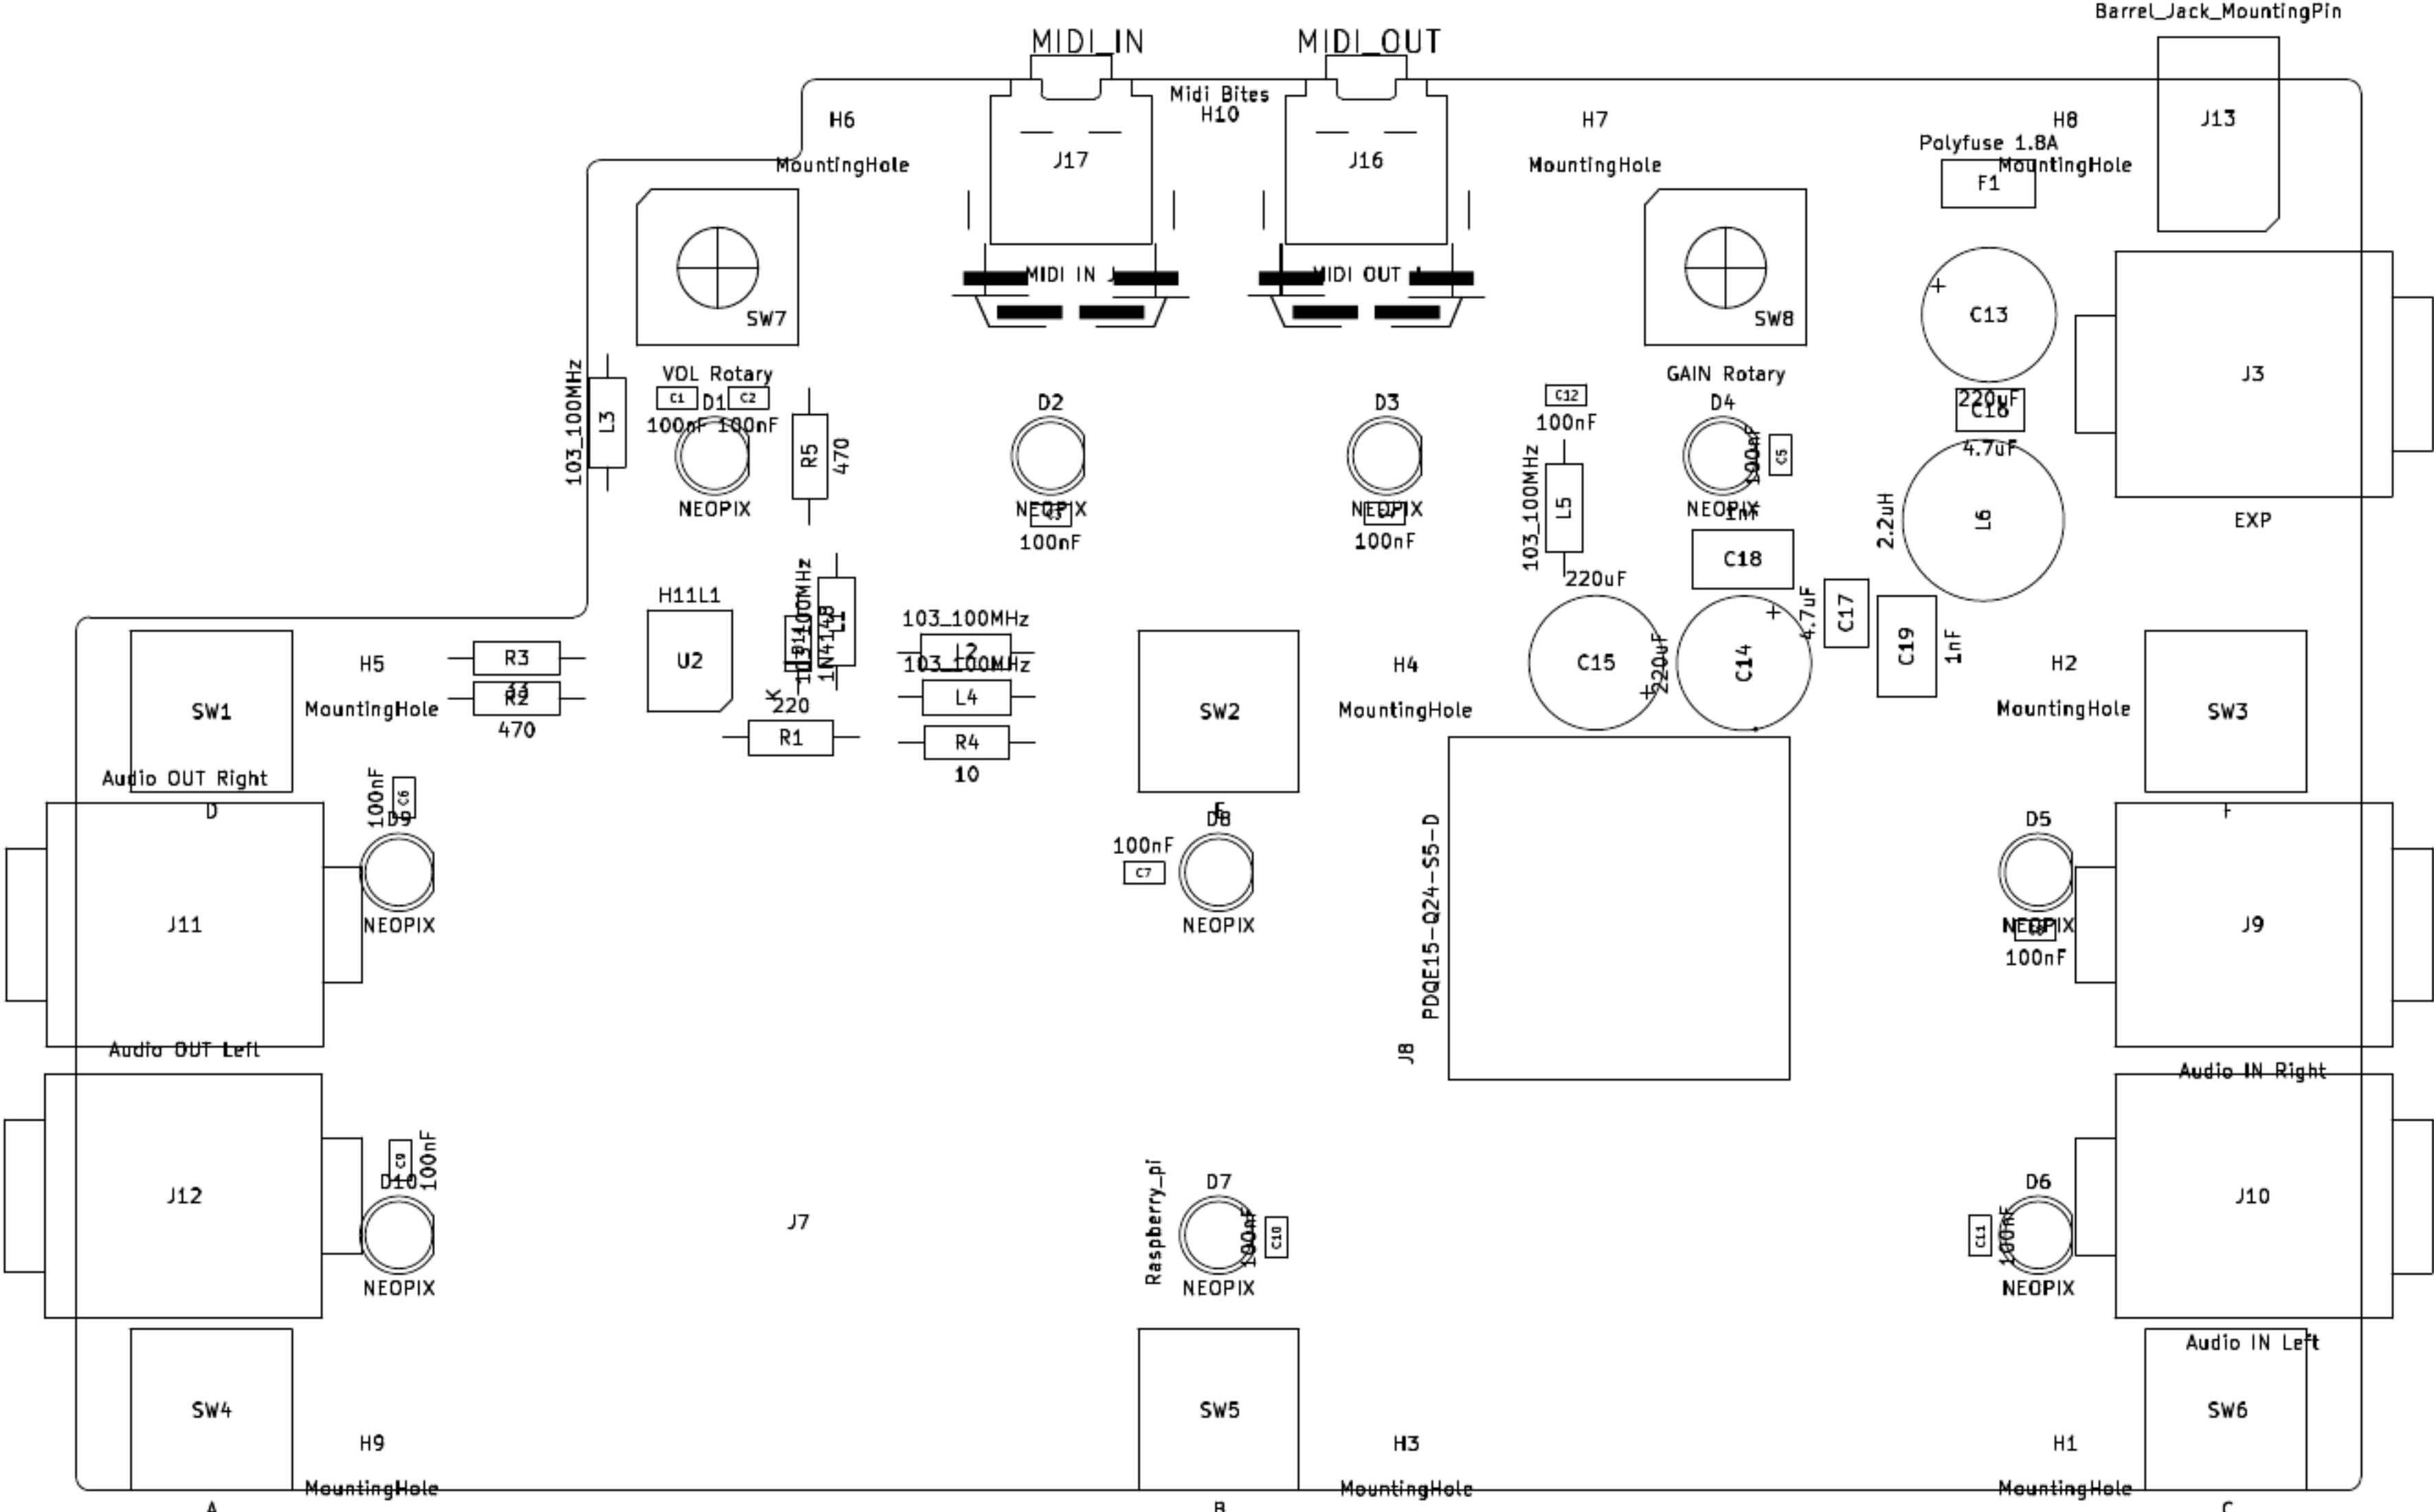 Barrel_Jack_MountingPin
MIDI_IN
MIDI_OUT
Midi Bites
H10
H6
MountingHole
J17
J16
H7
MountingHole
H8
MountingHole
J13
Polyfuse 1.8A
F1
MIDI IN
MIDI OUT
SW7
SW8
C13
220uF
J3
EXP
VOL Rotary
GAIN Rotary
C1
C2
100nF
100nF
D1
NEOPIX
103_100MHz
L3
R5
470
D2
NEOPIX
100nF
D3
NEOPIX
100nF
C12
100nF
D4
NEOPIX
100nF
C5
C16
4.7uF
103_100MHz
L5
1nF
C18
2.2uH
L6
220uF
C15
220uF
C14
4.7uF
C17
C19
1nF
H11L1
U2
103_100MHz
1N4148
L1
K
220
R1
103_100MHz
L2
103_100MHz
L4
R4
10
R3
33
R2
470
SW1
H5
MountingHole
SW2
H4
MountingHole
H2
MountingHole
SW3
Audio OUT Right
D
100nF
C6
D9
NEOPIX
J11
E
D8
100nF
C7
NEOPIX
PDQE15-Q24-S5-D
J8
F
D5
NEOPIX
100nF
J9
Audio OUT Left
Audio IN Right
J12
C9
100nF
D10
NEOPIX
J7
Raspberry_pi
D7
100nF
C10
NEOPIX
D6
C11
100nF
NEOPIX
J10
Audio IN Left
SW4
H9
MountingHole
SW5
H3
MountingHole
H1
MountingHole
SW6
A
B
C